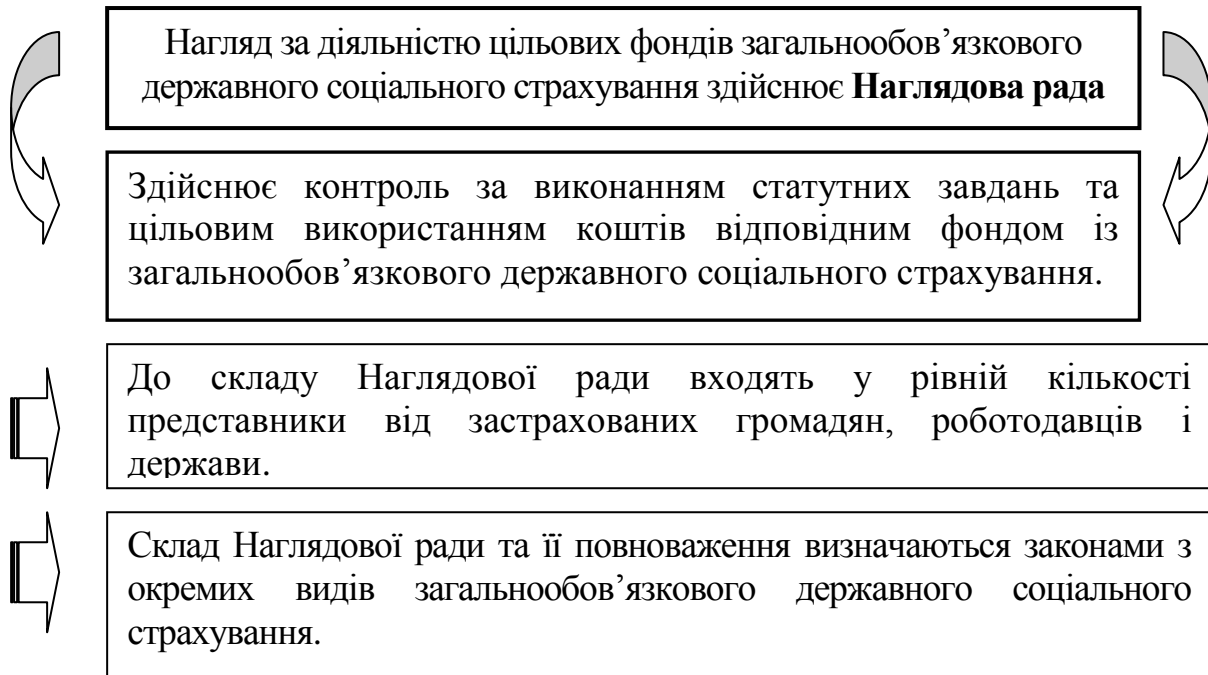 Нагляд за діяльністю цільових фондів загальнообов’язкового
державного соціального страхування здійснює Наглядова рада
Здійснює контроль за виконанням статутних завдань та
цільовим використанням коштів відповідним фондом із
загальнообов’язкового державного соціального страхування.
До складу Наглядової ради входять у рівній кількості
представники від застрахованих громадян, роботодавців і
держави.
Склад Наглядової ради та її повноваження визначаються законами з
окремих видів загальнообов’язкового державного соціального
страхування.